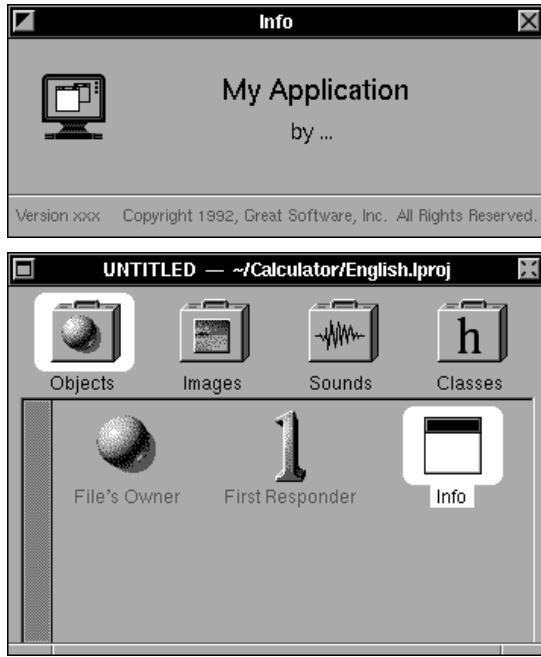 Info
My Application
by ...
Version xxx Copyright 1992, Great Software, Inc. All Rights Reserved.
UNTITLED — ~/Calculator/English.lproj
Objects Images Sounds Classes
h
1
File's Owner First Responder Info